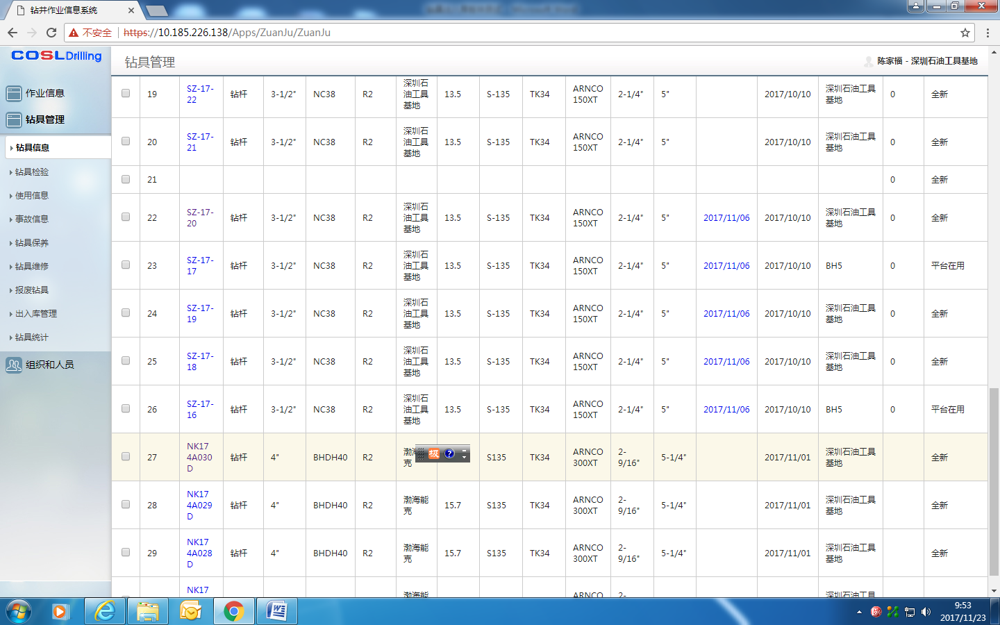 钻井作业信息系统
不安全 https://10.185.226.138/Apps/ZuanJu/ZuanJu
COSL Drilling
钻具管理
陈家福 - 深圳石油工具基地
作业信息
钻具管理
钻具信息
钻具检验
使用信息
事故信息
钻具保养
钻具维修
报废钻具
出入库管理
钻具统计
组织和人员
19 SZ-17-22 钻杆 3-1/2" NC38 R2 深圳石油工具基地 13.5 S-135 TK34 ARNCO 150XT 2-1/4" 5" 2017/10/10 深圳石油工具基地 0 全新
20 SZ-17-21 钻杆 3-1/2" NC38 R2 深圳石油工具基地 13.5 S-135 TK34 ARNCO 150XT 2-1/4" 5" 2017/10/10 深圳石油工具基地 0 全新
21 0 全新
22 SZ-17-20 钻杆 3-1/2" NC38 R2 深圳石油工具基地 13.5 S-135 TK34 ARNCO 150XT 2-1/4" 5" 2017/11/06 2017/10/10 深圳石油工具基地 0 全新
23 SZ-17-17 钻杆 3-1/2" NC38 R2 深圳石油工具基地 13.5 S-135 TK34 ARNCO 150XT 2-1/4" 5" 2017/11/06 2017/10/10 BH5 0 平台在用
24 SZ-17-19 钻杆 3-1/2" NC38 R2 深圳石油工具基地 13.5 S-135 TK34 ARNCO 150XT 2-1/4" 5" 2017/11/06 2017/10/10 深圳石油工具基地 0 全新
25 SZ-17-18 钻杆 3-1/2" NC38 R2 深圳石油工具基地 13.5 S-135 TK34 ARNCO 150XT 2-1/4" 5" 2017/11/06 2017/10/10 深圳石油工具基地 0 全新
26 SZ-17-16 钻杆 3-1/2" NC38 R2 深圳石油工具基地 13.5 S-135 TK34 ARNCO 150XT 2-1/4" 5" 2017/11/06 2017/10/10 BH5 0 平台在用
27 NK174A030D 钻杆 4" BHDH40 R2 渤 克 S135 TK34 ARNCO 300XT 2-9/16" 5-1/4" 2017/11/01 深圳石油工具基地 全新
28 NK174A029D 钻杆 4" BHDH40 R2 渤海能克 15.7 S135 TK34 ARNCO 300XT 2-9/16" 5-1/4" 2017/11/01 深圳石油工具基地 全新
29 NK174A028D 钻杆 4" BHDH40 R2 渤海能克 15.7 S135 TK34 ARNCO 300XT 2-9/16" 5-1/4" 2017/11/01 深圳石油工具基地 全新
NK17 渤海能 ARNCO 2- 深圳石油工具
9:53
2017/11/23